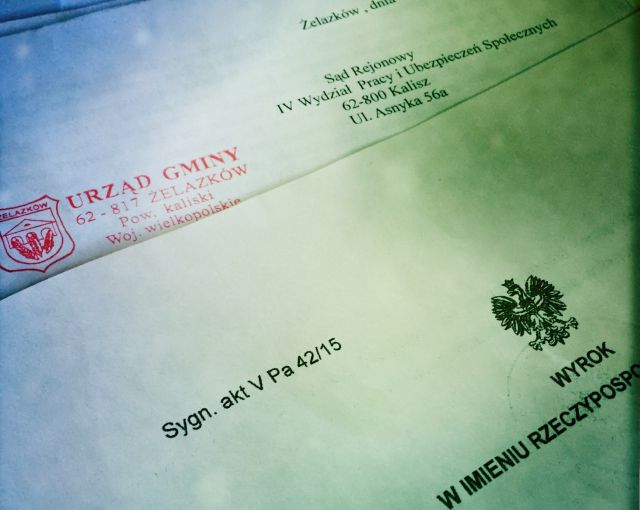 Żelazków , dnia
Sąd Rejonowy
IV Wydział Pracy i Ubezpieczeń Społecznych
62-800 Kalisz
Ul. Asnyka 56a
ŻELAZKÓW
URZĄD GMINY
62 - 817 ŻELAZKÓW
Pow. kaliski
Woj. wielkopolskie
Sygn. akt V Pa 42/15
WYROK
W IMIENIU RZECZYPOSPO